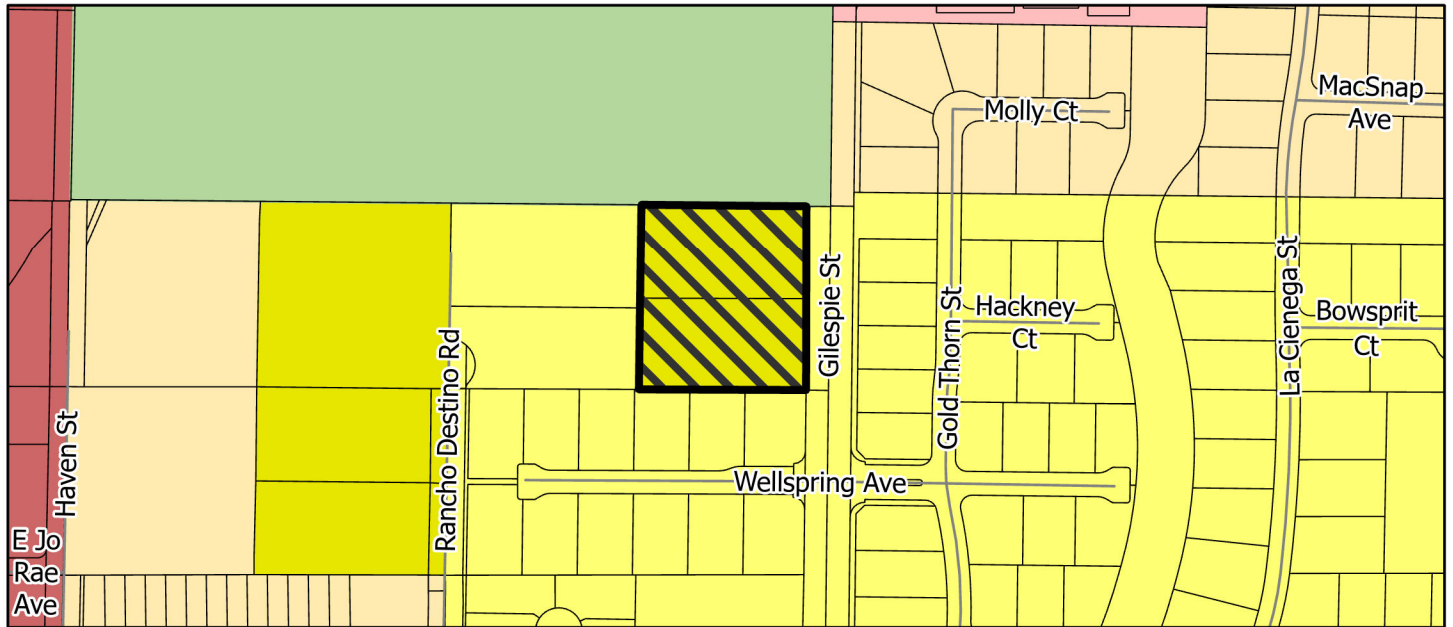 MacSnap
Ave
Molly Ct
Gilespie St
La Cienega St
Hackney
Ct
Bowsprit
Ct
Gold Thorn St
Rancho Destino Rd
Haven St
Wellspring Ave
E Jo
Rae
Ave